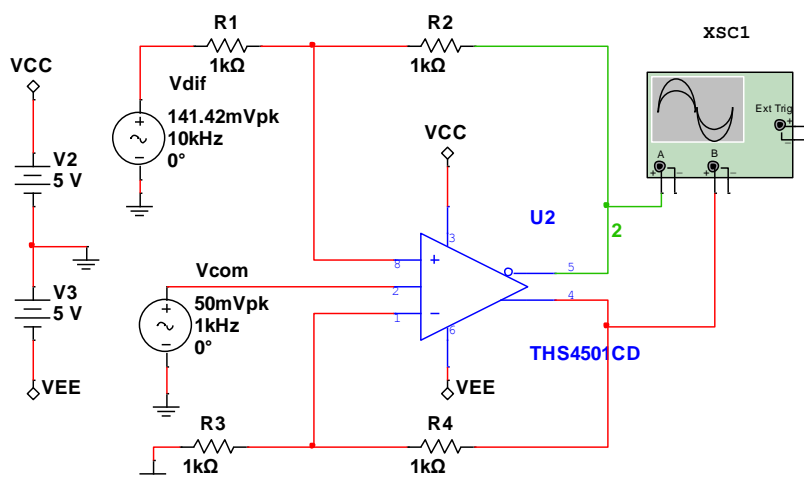 R1
1kΩ
R2
1kΩ
XSC1
Ext Trig
+
−
A
B
+ −
+ −
VCC
V2
5 V
V3
5 V
VEE
Vdif
+
−
141.42mVpk
10kHz
0°
VCC
3
U2
2
8
+
5
2
1
−
4
6
THS4501CD
VEE
Vcom
+
−
50mVpk
1kHz
0°
R3
1kΩ
R4
1kΩ